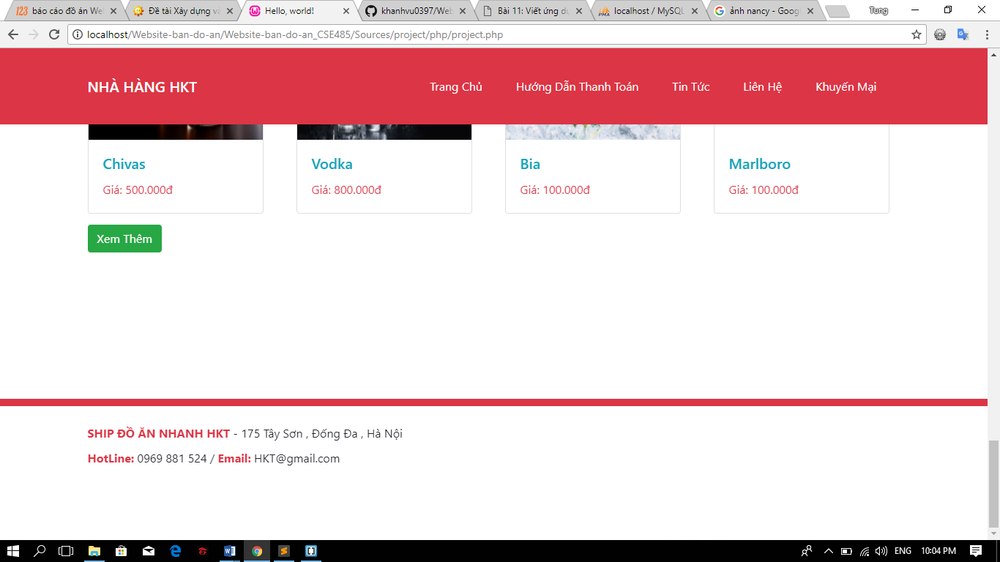 báo cáo đồ án We
Đề tài Xây dựng v
Hello, world!
khanhvu0397/Web
Bài 11: Viết ứng d
localhost / MySQL
ảnh nancy - Goog
Tung
localhost/Website-ban-do-an/Website-ban-do-an_CSE485/Sources/project/php/project.php
NHÀ HÀNG HKT Trang Chủ Hướng Dẫn Thanh Toán Tin Tức Liên Hệ Khuyến Mại
Chivas Vodka Bia Marlboro
Giá: 500.000đ Giá: 800.000đ Giá: 100.000đ Giá: 100.000đ
Xem Thêm
SHIP ĐỒ ĂN NHANH HKT - 175 Tây Sơn , Đống Đa , Hà Nội
HotLine: 0969 881 524 / Email: HKT@gmail.com
ENG 10:04 PM